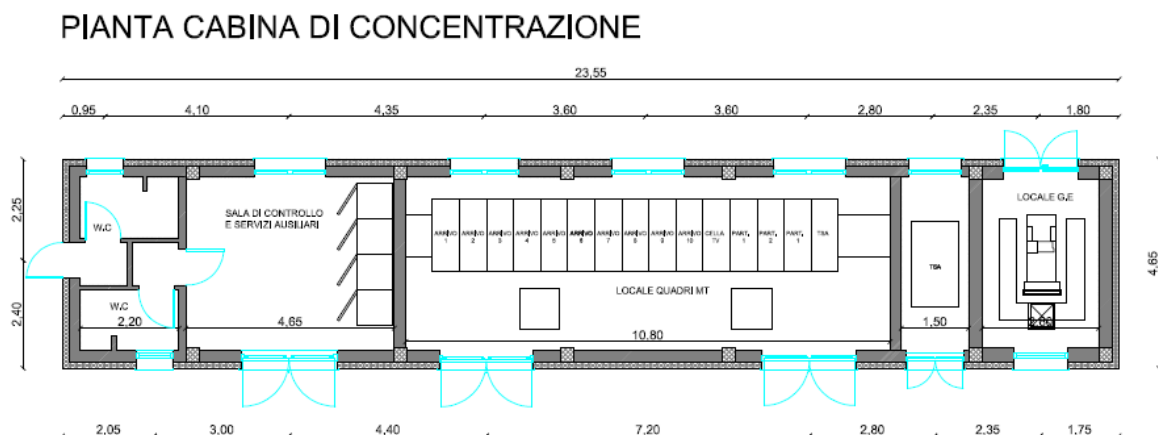 PIANTA CABINA DI CONCENTRAZIONE
23,55
0.95 4.10 4.35 3.60 3.60 2.80 2.35 1.80
2,25
2,40
4.65
W.C
SALA DI CONTROLLO
E SERVIZI AUSILIARI
ARRIVO 1
ARRIVO 2
ARRIVO 3
ARRIVO 4
ARRIVO 5
ARRIVO 6
ARRIVO 7
ARRIVO 8
ARRIVO 9
ARRIVO 10
CELLA TV
PART. 1
PART. 2
PART. 1
TSA
TSA
LOCALE G.E
LOCALE QUADRI MT
W.C
2,20 4,65 10,80 1,50
2.05 3.00 4.40 7,20 2.80 2.35 1.75